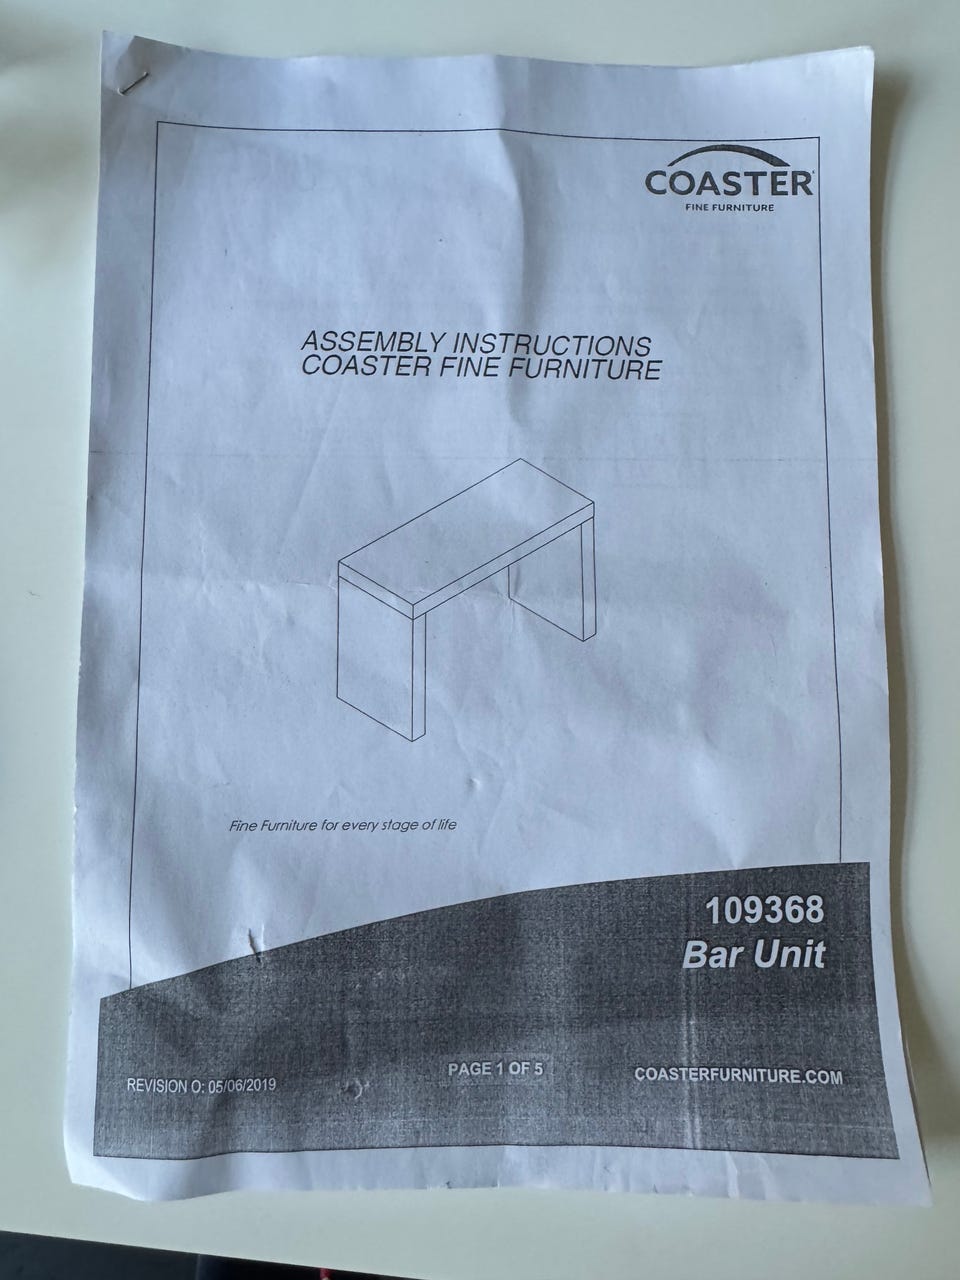 COASTER
FINE FURNITURE
ASSEMBLY INSTRUCTIONS
COASTER FINE FURNITURE
Fine Furniture for every stage of life
109368
Bar Unit
REVISION O: 05/06/2019
PAGE 1 OF 5
COASTERFURNITURE.COM